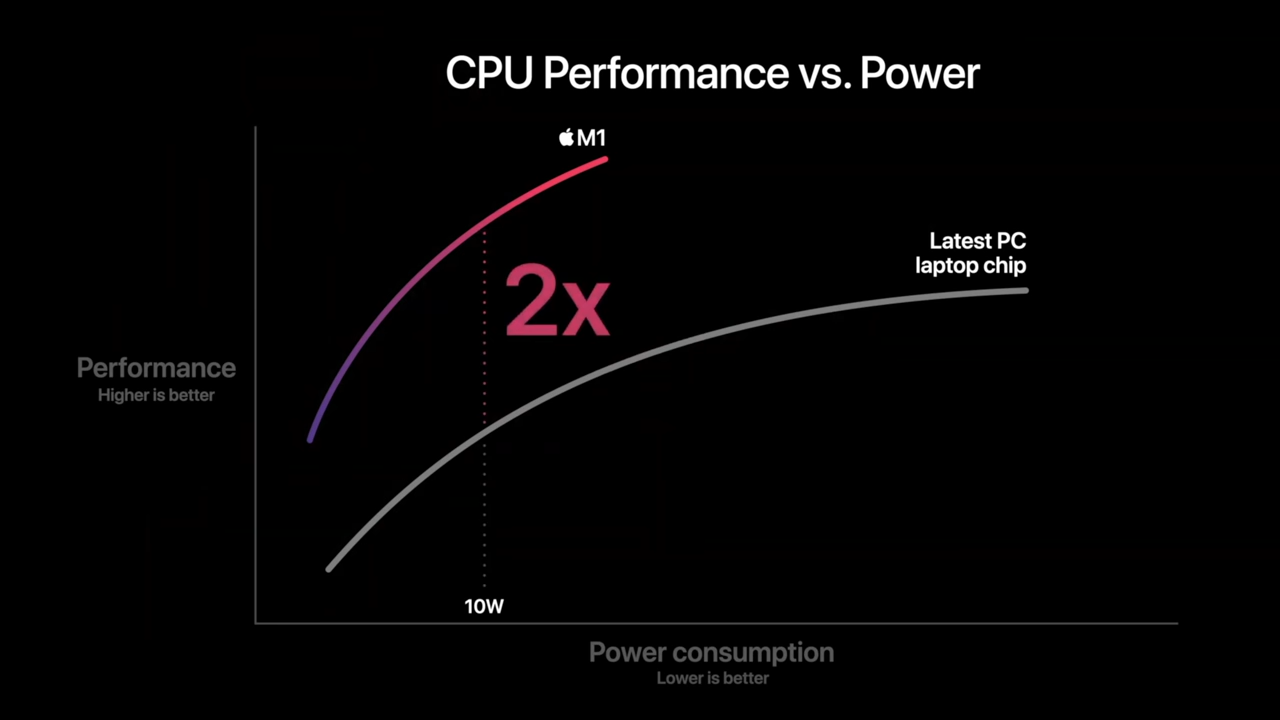 CPU Performance vs. Power
M1
Latest PC
laptop chip
2x
Performance
Higher is better
10W
Power consumption
Lower is better